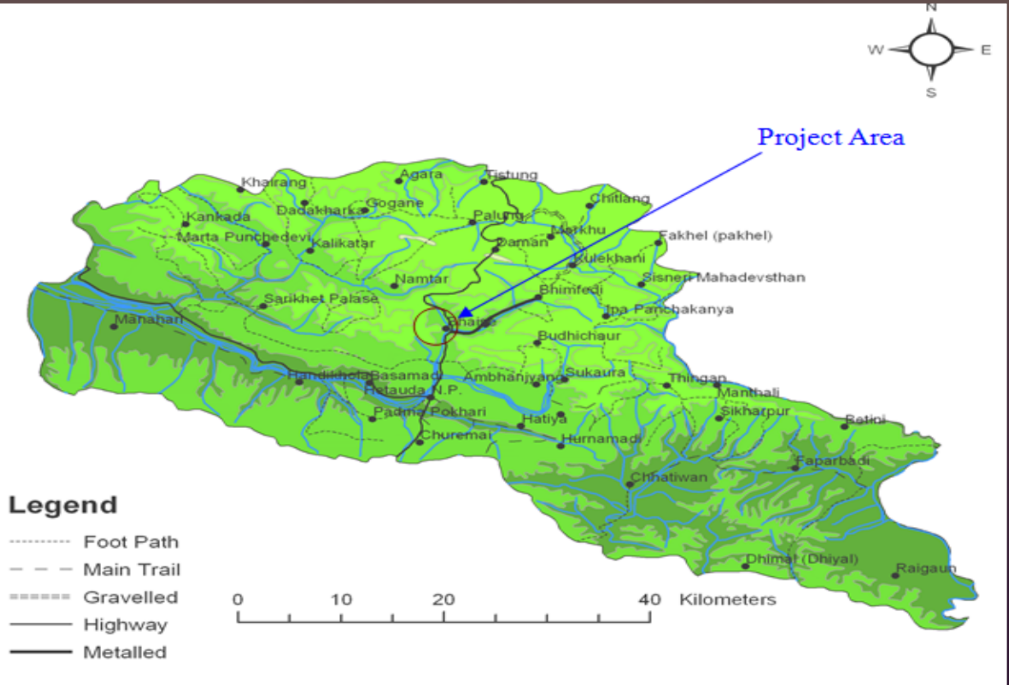 N
W
E
S
Project Area
Khairang
Agara
Tistung
Dadakharka
Gogane
Chitlang
Kankada
Palung
Marta Punchedevi
Kalikatar
Markhu
Fakhel (pakhel)
Daman
Kulekhani
Namtar
Sisneri Mahadevsthan
Bhimfedi
Sarikhet Palase
Ipa Panchakanya
Manahari
Budhichaur
Handikhola
Basamadi
Ambhanjyang
Sukaura
Thingan
Hetauda N.P.
Manthali
Padma Pokhari
Sikharpur
Hatiya
Betini
Churemai
Hurnamadi
Faparbadi
Chhatiwan
Dhimal (Dhiyal)
Raigaun
Legend
Foot Path
Main Trail
Gravelled
Highway
Metalled
0 10 20 40 Kilometers